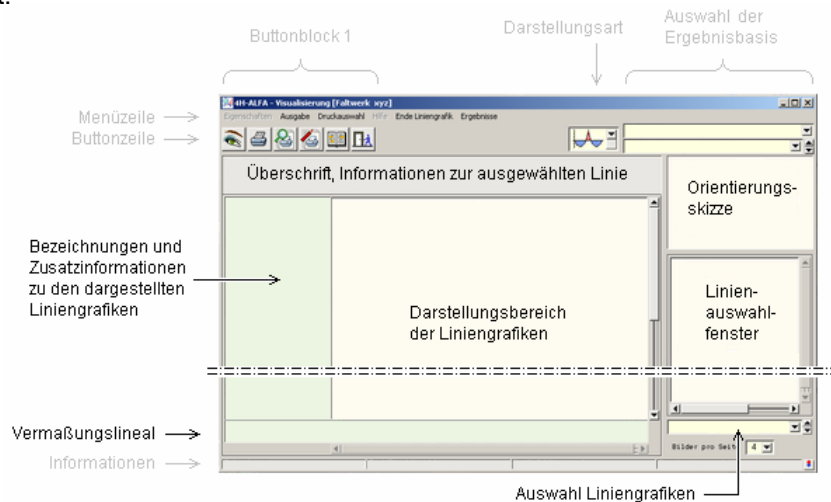 t.
Buttonblock 1
Darstellungsart
Auswahl der
Ergebnisbasis
4H-ALFA - Visualisierung [Faltwerk xyz]
Menüzeile
Eigenschaften Ausgabe Druckauswahl Hilfe Ende Liniengrafik Ergebnisse
Buttonzeile
Überschrift, Informationen zur ausgewählten Linie
Orientierungs-
skizze
Bezeichnungen und
Zusatzinformationen
zu den dargestellten
Liniengrafiken
Darstellungsbereich
der Liniengrafiken
Linien-
auswahl-
fenster
Vermaßungslineal
Bilder pro Seite 4
Informationen
Auswahl Liniengrafiken